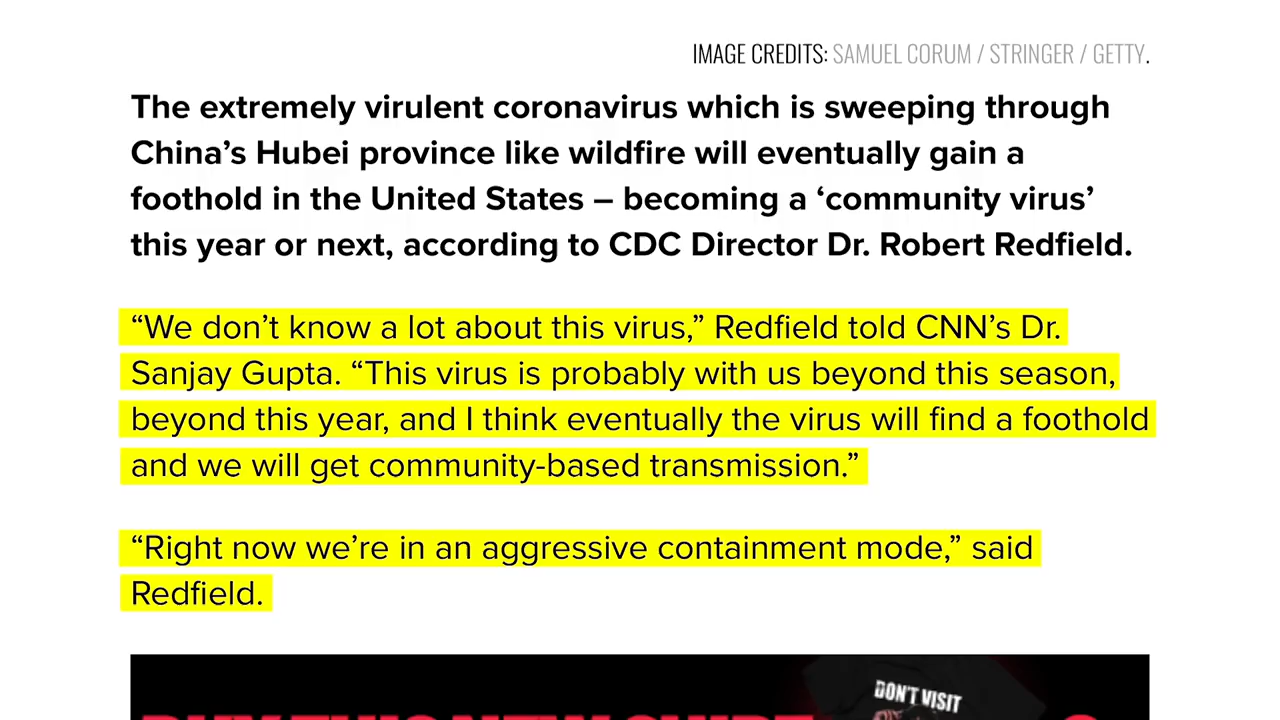 IMAGE CREDITS: SAMUEL CORUM / STRINGER / GETTY.
The extremely virulent coronavirus which is sweeping through
China’s Hubei province like wildfire will eventually gain a
foothold in the United States – becoming a ‘community virus’
this year or next, according to CDC Director Dr. Robert Redfield.
“We don’t know a lot about this virus,” Redfield told CNN’s Dr.
Sanjay Gupta. “This virus is probably with us beyond this season,
beyond this year, and I think eventually the virus will find a foothold
and we will get community-based transmission.”
“Right now we’re in an aggressive containment mode,” said
Redfield.
DON'T VISIT